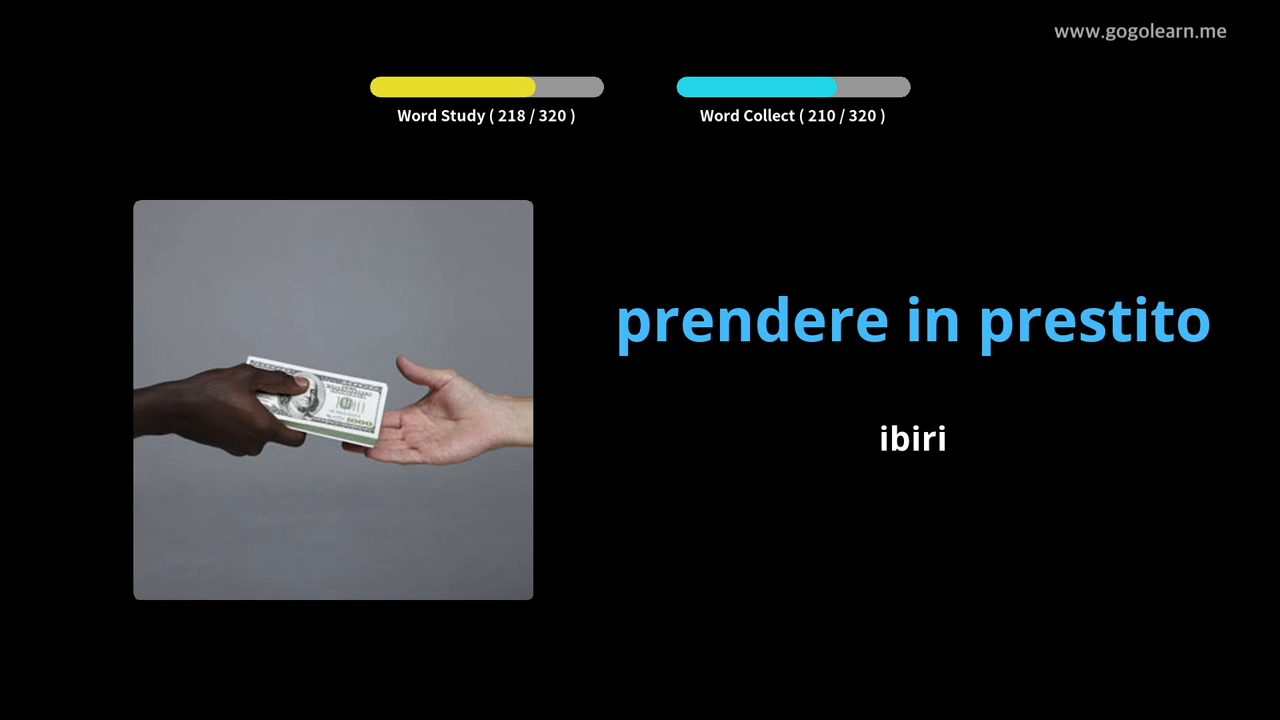 www.gogolearn.me
Word Study ( 218 / 320 )
Word Collect ( 210 / 320 )
prendere in prestito
ibiri